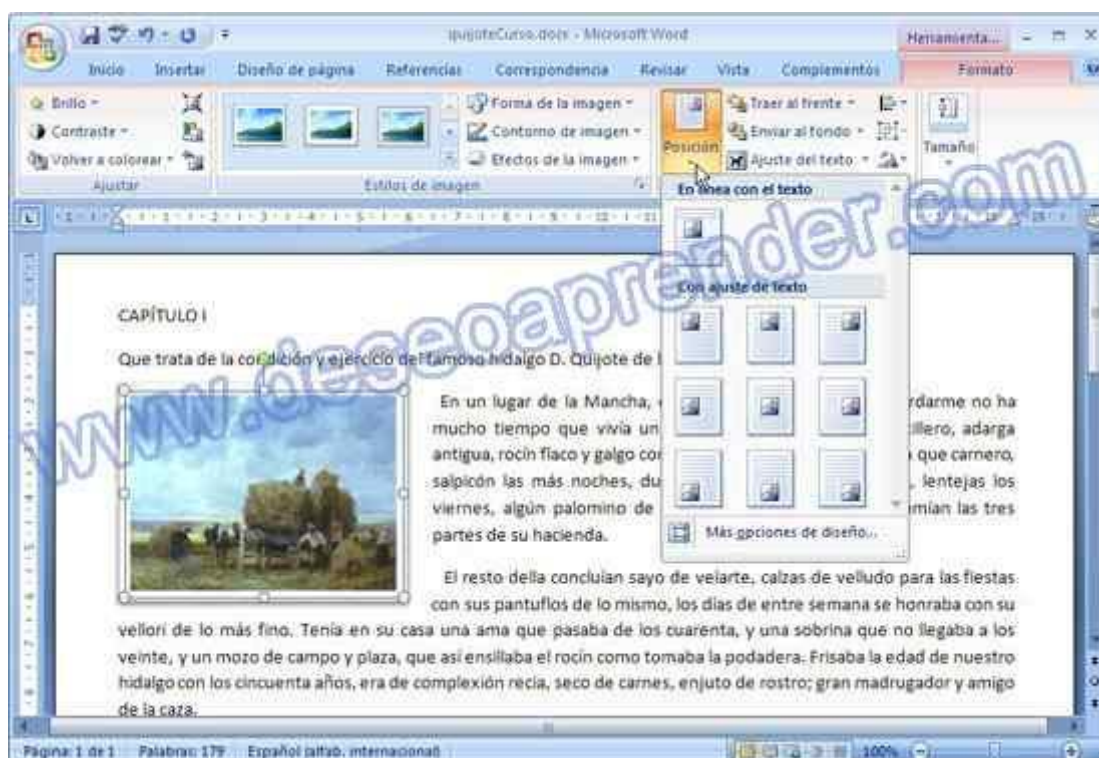 quijoteCurso.docx - Microsoft Word
Herramienta...
Inicio Insertar Diseño de página Referencias Correspondencia Revisar Vista Complementos Formato
Brillo
Contraste
Volver a colorear
Ajustar
Forma de la imagen
Contorno de imagen
Efectos de la imagen
Estilos de imagen
Posición
Traer al frente
Enviar al fondo
Ajuste del texto
Tamaño
En línea con el texto
Con ajuste de texto
Más opciones de diseño...
www.deseoaprender.com
CAPÍTULO I
Que trata de la condición y ejercicio del famoso hidalgo D. Quijote de
En un lugar de la Mancha, rdarme no ha
mucho tiempo que vivía un illero, adarga
antigua, rocín flaco y galgo cor que carnero,
salpicón las más noches, du lentejas los
viernes, algún palomino de omían las tres
partes de su hacienda.
El resto della concluían sayo de velarte, calzas de velludo para las fiestas
con sus pantuflos de lo mismo, los días de entre semana se honraba con su
vellorí de lo más fino. Tenía en su casa una ama que pasaba de los cuarenta, y una sobrina que no llegaba a los
veinte, y un mozo de campo y plaza, que así ensillaba el rocín como tomaba la podadera. Frisaba la edad de nuestro
hidalgo con los cincuenta años, era de complexión recia, seco de carnes, enjuto de rostro; gran madrugador y amigo
de la caza.
Página: 1 de 1 Palabras: 179 Español (alfab. internacional) 100%